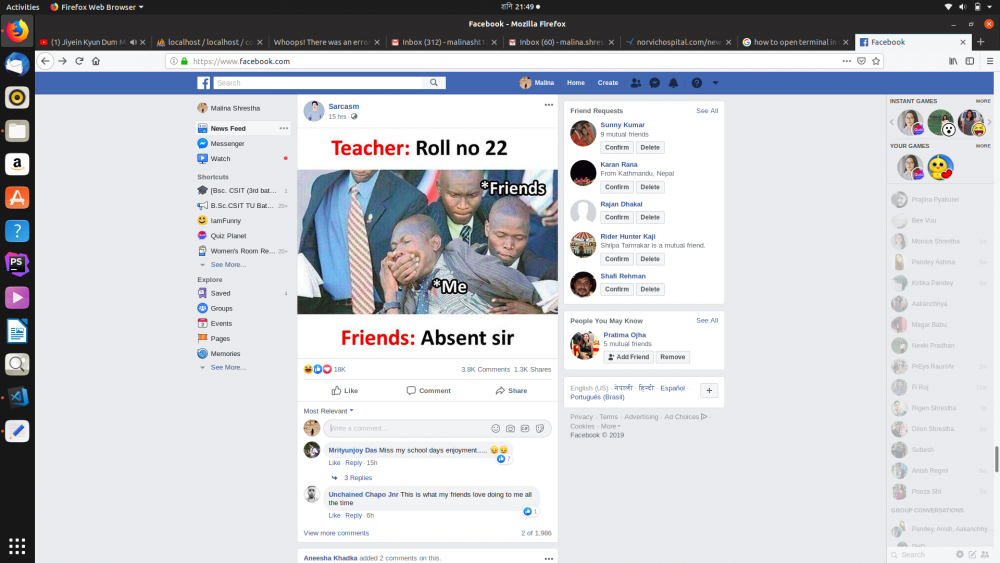 Activities Firefox Web Browser
शनि 21:49
Facebook - Mozilla Firefox
(1) Jiyein Kyun Dum M
localhost / localhost / c
Whoops! There was an erro
Inbox (312) - malinasht1
Inbox (60) - malina.shres
norvichospital.com/new
how to open terminal in
Facebook
https://www.facebook.com
Search
Malina Home Create
Malina Shrestha
News Feed
Messenger
Watch
Shortcuts
[Bsc. CSIT (3rd bat... 1
B.Sc.CSIT TU Bat... 20+
IamFunny
Quiz Planet
Women's Room Re... 20+
See More...
Explore
Saved 4
Groups
Events
Pages
Memories
See More...
Sarcasm
15 hrs ·
Teacher: Roll no 22
*Friends
*Me
Friends: Absent sir
18K 3.8K Comments 1.3K Shares
Like Comment Share
Most Relevant
Write a comment...
Mrityunjoy Das Miss my school days enjoyment.....
7
Like · Reply · 15h
3 Replies
Unchained Chapo Jnr This is what my friends love doing to me all
the time
1
Like · Reply · 6h
View more comments 2 of 1,986
Aneesha Khadka added 2 comments on this.
Friend Requests See All
Sunny Kumar
9 mutual friends
Confirm Delete
Karan Rana
From Kathmandu, Nepal
Confirm Delete
Rajan Dhakal
Confirm Delete
Rider Hunter Kaji
Shilpa Tamrakar is a mutual friend.
Confirm Delete
Shafi Rehman
Confirm Delete
People You May Know See All
Pratima Ojha
5 mutual friends
Add Friend Remove
English (US) · नेपाली · हिन्दी · Español ·
Português (Brasil)
Privacy · Terms · Advertising · Ad Choices ·
Cookies · More
Facebook © 2019
INSTANT GAMES MORE
YOUR GAMES MORE
Prajina Pyakurel
Bee Vuu
Monica Shrestha
Pandey Ashma
Kritika Pandey
Aakanchhya
Magar Babu
Neeki Pradhan
PrEya RauniAr
Pi Raj
Rigen Shrestha
Dilen Shrestha
Subesh
Anish Regmi
Pooza Sht
GROUP CONVERSATIONS
Pandey, Anish, Aakanchhy
Search